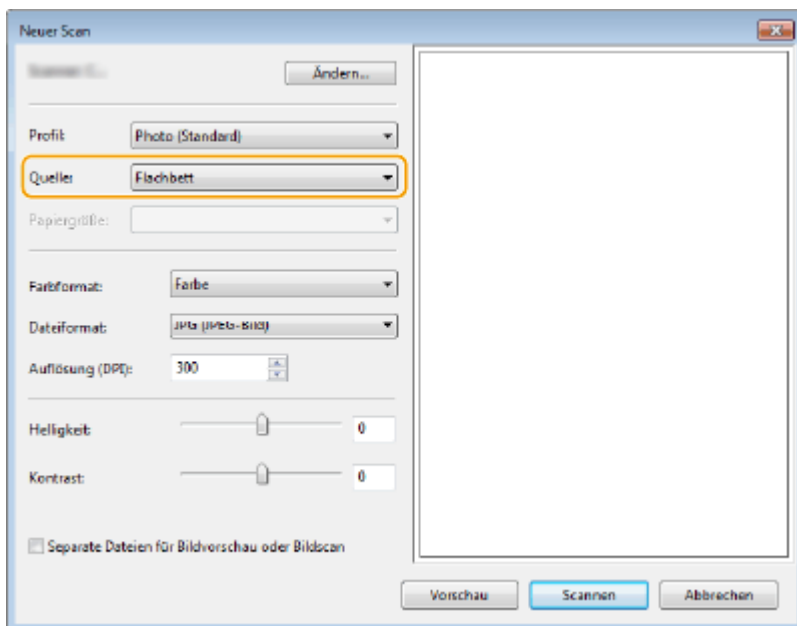 Neuer Scan
Ändern...
Profil: Photo (Standard)
Quelle: Flachbett
Papiergröße:
Farbformat: Farbe
Dateiformat: JPG (JPEG-Bild)
Auflösung (DPI): 300
Helligkeit: 0
Kontrast: 0
Separate Dateien für Bildvorschau oder Bildscan
Vorschau Scannen Abbrechen